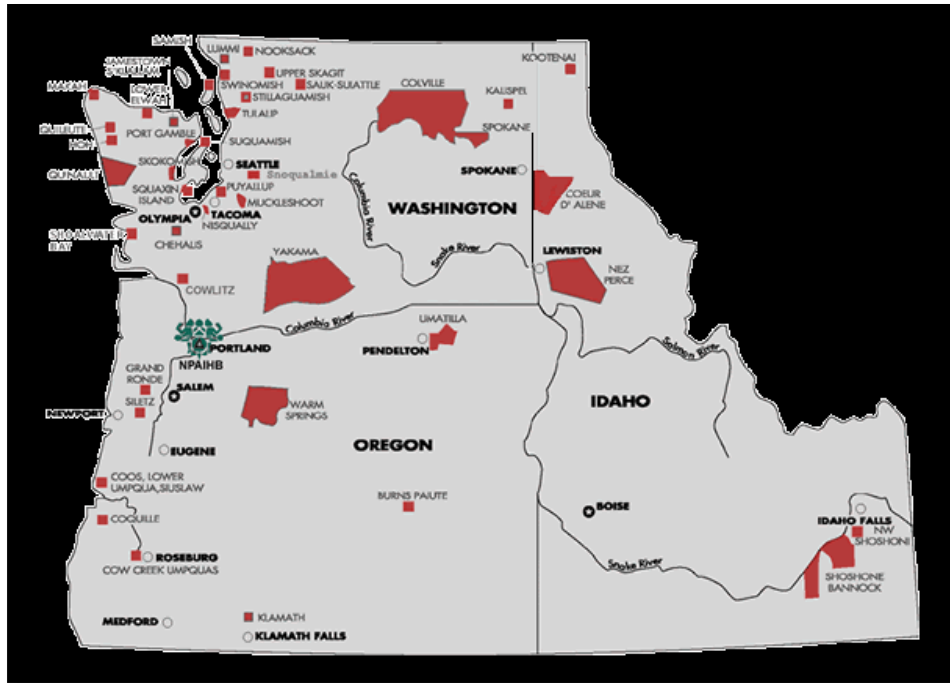 SAMISH
LUMMI
NOOKSACK
KOOTENAI
JAMESTOWN
S'KLALLAM
UPPER SKAGIT
SWINOMISH
SAUK-SUIATTLE
COLVILLE
MAKAH
LOWER
ELWAH
STILLAGUAMISH
KALISPEL
TULALIP
QUILEUTE
PORT GAMBLE
SPOKANE
HOH
SUQUAMISH
SKOKOMISH
SEATTLE
SPOKANE
QUINAULT
Snoqualmie
SQUAXIN
ISLAND
PUYALLUP
MUCKLESHOOT
COEUR
D' ALENE
Columbia River
WASHINGTON
OLYMPIA
TACOMA
NISQUALLY
SHOALWATER
BAY
CHEHALIS
YAKAMA
Snake River
LEWISTON
NEZ
PERCE
COWLITZ
Columbia River
UMATILLA
PORTLAND
PENDELTON
Salmon River
NPAIHB
GRAND
RONDE
SALEM
SILETZ
NEWPORT
WARM
SPRINGS
IDAHO
OREGON
EUGENE
COOS, LOWER
UMPQUA,SIUSLAW
BURNS PAIUTE
BOISE
COQUILLE
IDAHO FALLS
NW
SHOSHONI
ROSEBURG
COW CREEK UMPQUAS
Snake River
SHOSHONE
BANNOCK
KLAMATH
MEDFORD
KLAMATH FALLS